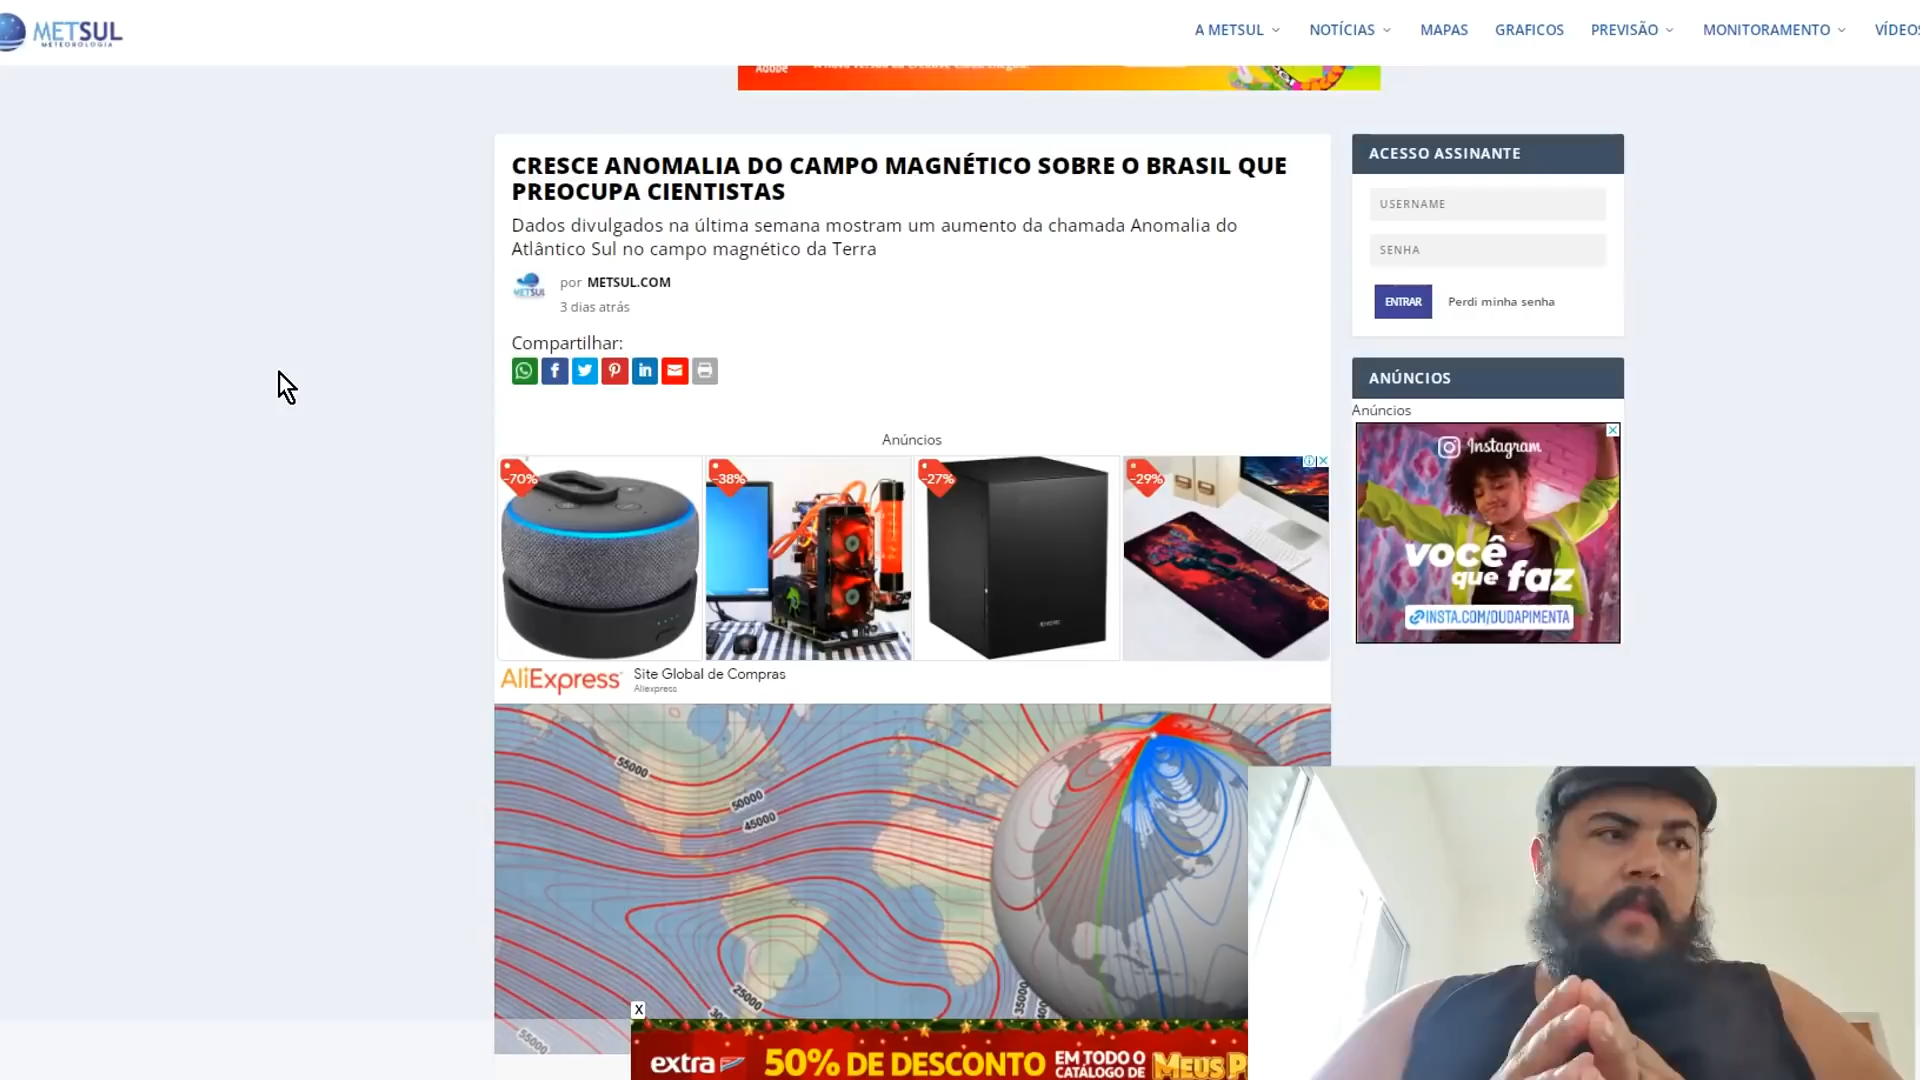 METSUL
METEOROLOGIA
A METSUL
NOTÍCIAS
MAPAS
GRAFICOS
PREVISÃO
MONITORAMENTO
VÍDEOS
Adobe
CRESCE ANOMALIA DO CAMPO MAGNÉTICO SOBRE O BRASIL QUE
PREOCUPA CIENTISTAS
Dados divulgados na última semana mostram um aumento da chamada Anomalia do
Atlântico Sul no campo magnético da Terra
por METSUL.COM
3 dias atrás
Compartilhar:
Anúncios
-70%
-38%
-27%
-29%
AliExpress
Site Global de Compras
Aliexpress
55000
50000
45000
25000
35000
55000
ACESSO ASSINANTE
USERNAME
SENHA
ENTRAR
Perdi minha senha
ANÚNCIOS
Anúncios
Instagram
você
que faz
INSTA.COM/DUDAPIMENTA
X
extra
50% DE DESCONTO
EM TODO O
CATÁLOGO DE
MEUS P